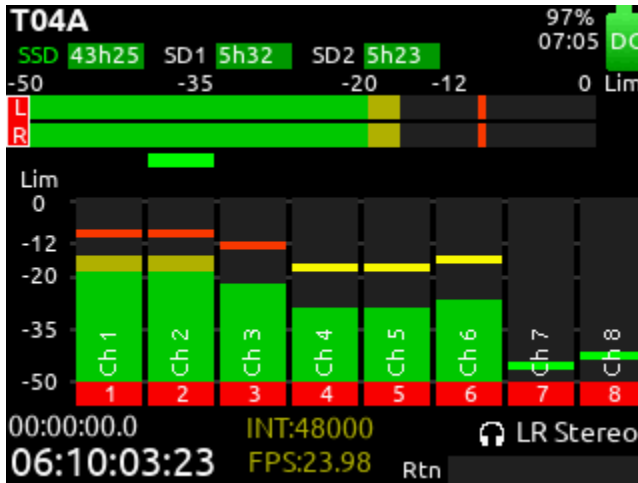 T04A 97%
SSD 43h25 SD1 5h32 SD2 5h23 07:05 DC
-50 -35 -20 -12 0 Lim
L
R
Lim
0
-12
-20
-35
-50
Ch 1 Ch 2 Ch 3 Ch 4 Ch 5 Ch 6 Ch 7 Ch 8
1 2 3 4 5 6 7 8
00:00:00.0 INT:48000 LR Stereo
06:10:03:23 FPS:23.98 Rtn